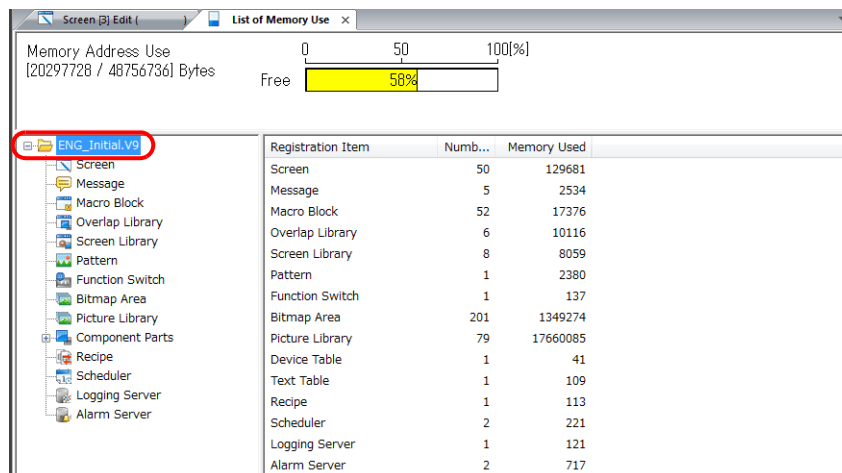 Screen [3] Edit ( ) List of Memory Use ×
Memory Address Use
[20297728 / 48756736] Bytes
0 50 100[%]
Free 58%
ENG_Initial.V9
Screen
Message
Macro Block
Overlap Library
Screen Library
Pattern
Function Switch
Bitmap Area
Picture Library
Component Parts
Recipe
Scheduler
Logging Server
Alarm Server
Registration Item Numb... Memory Used
Screen 50 129681
Message 5 2534
Macro Block 52 17376
Overlap Library 6 10116
Screen Library 8 8059
Pattern 1 2380
Function Switch 1 137
Bitmap Area 201 1349274
Picture Library 79 17660085
Device Table 1 41
Text Table 1 109
Recipe 1 113
Scheduler 2 221
Logging Server 1 121
Alarm Server 2 717